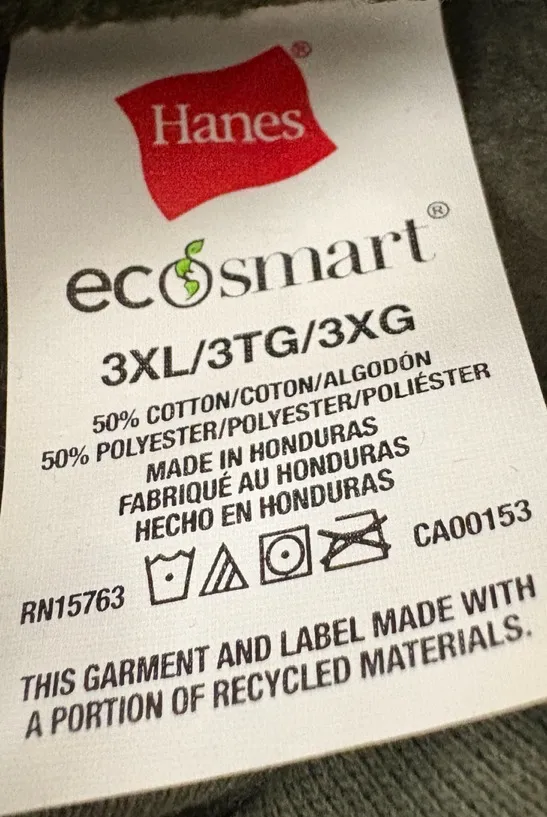 Hanes®
ecosmart®
3XL/3TG/3XG
50% COTTON/COTON/ALGODÓN
50% POLYESTER/POLYESTER/POLIÉSTER
MADE IN HONDURAS
FABRIQUÉ AU HONDURAS
HECHO EN HONDURAS
RN15763 CA00153
THIS GARMENT AND LABEL MADE WITH
A PORTION OF RECYCLED MATERIALS.